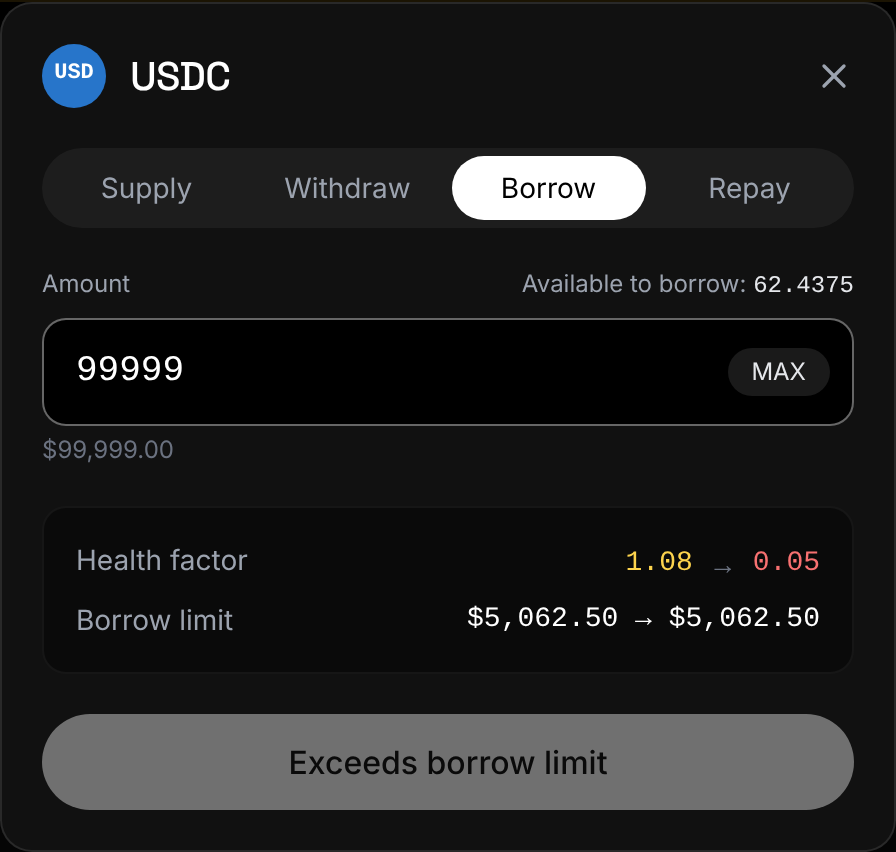 USD USDC
Supply Withdraw Borrow Repay
Amount Available to borrow: 62.4375
99999 MAX
$99,999.00
Health factor 1.08 → 0.05
Borrow limit $5,062.50 → $5,062.50
Exceeds borrow limit